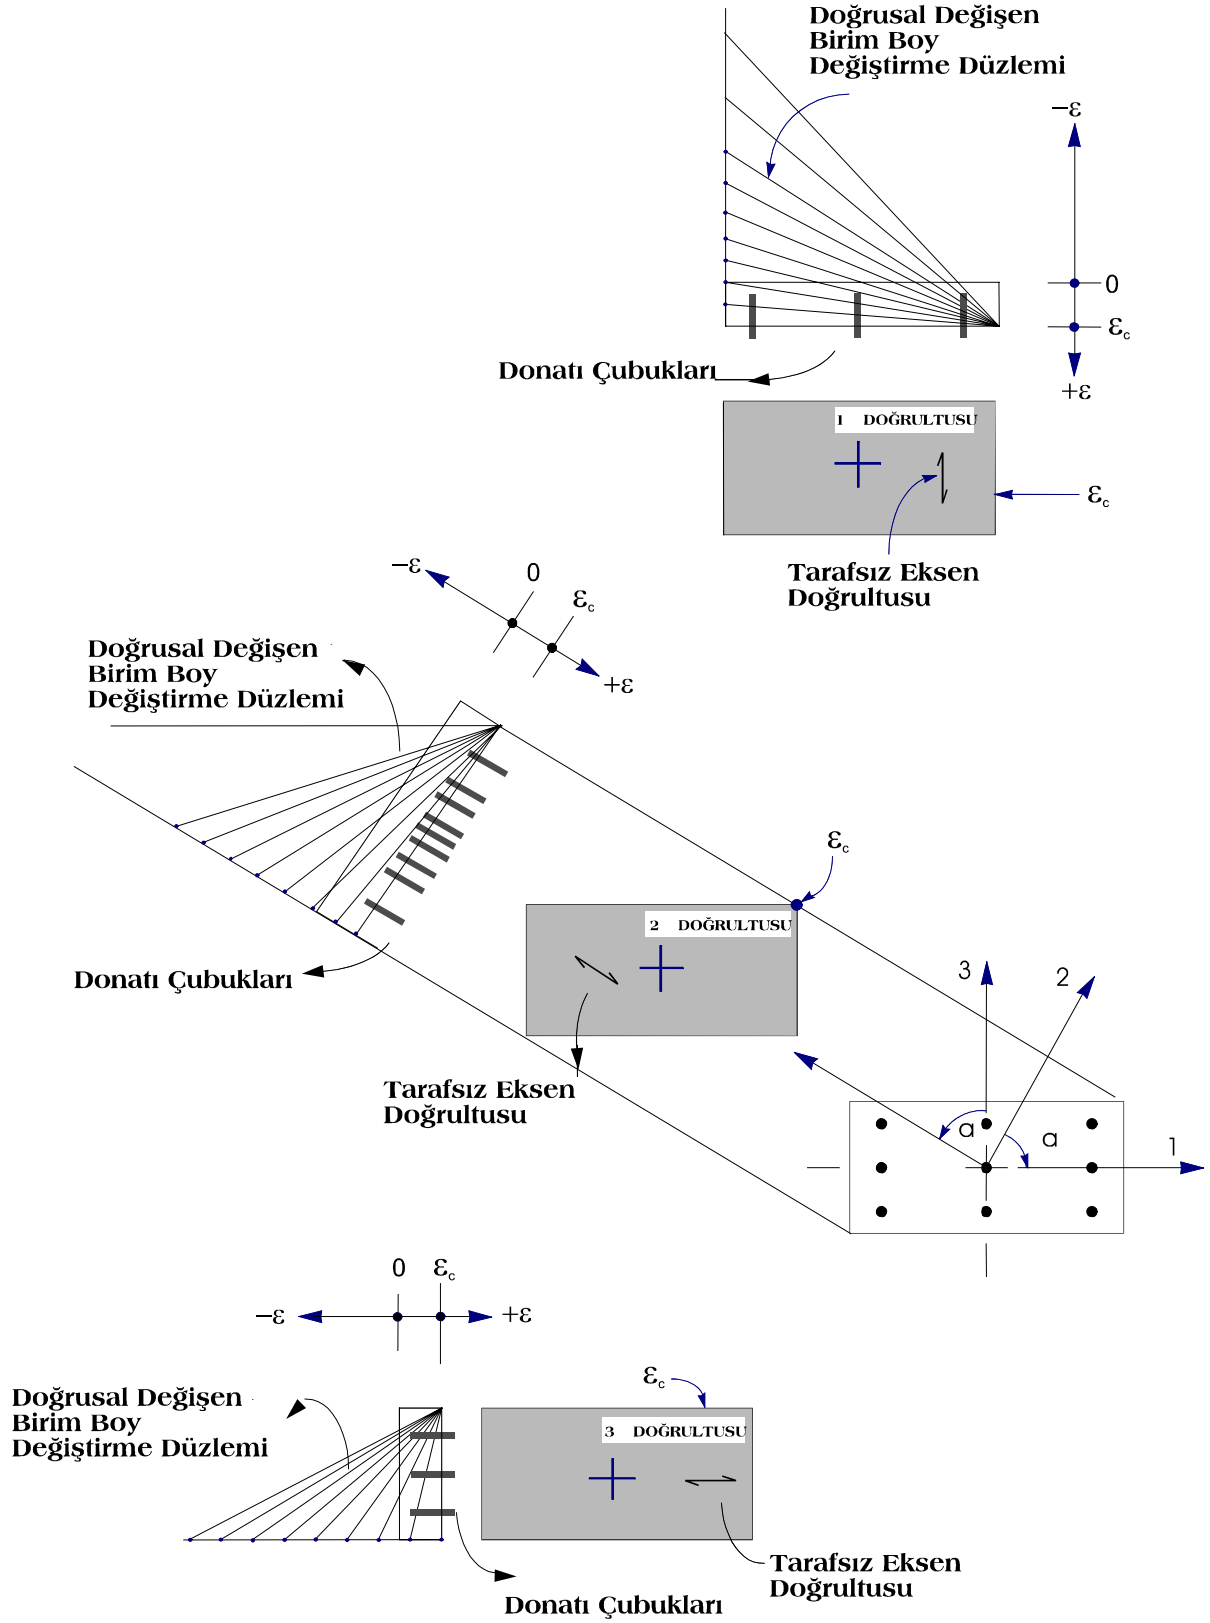 Doğrusal Değişen
Birim Boy
Değiştirme Düzlemi
−ε
0
εc
+ε
Donatı Çubukları
1 DOĞRULTUSU
εc
Tarafsız Eksen
Doğrultusu
−ε
0
εc
+ε
Doğrusal Değişen
Birim Boy
Değiştirme Düzlemi
εc
2 DOĞRULTUSU
Donatı Çubukları
Tarafsız Eksen
Doğrultusu
3
2
a
a
1
0
εc
−ε
+ε
εc
Doğrusal Değişen
Birim Boy
Değiştirme Düzlemi
3 DOĞRULTUSU
Tarafsız Eksen
Doğrultusu
Donatı Çubukları